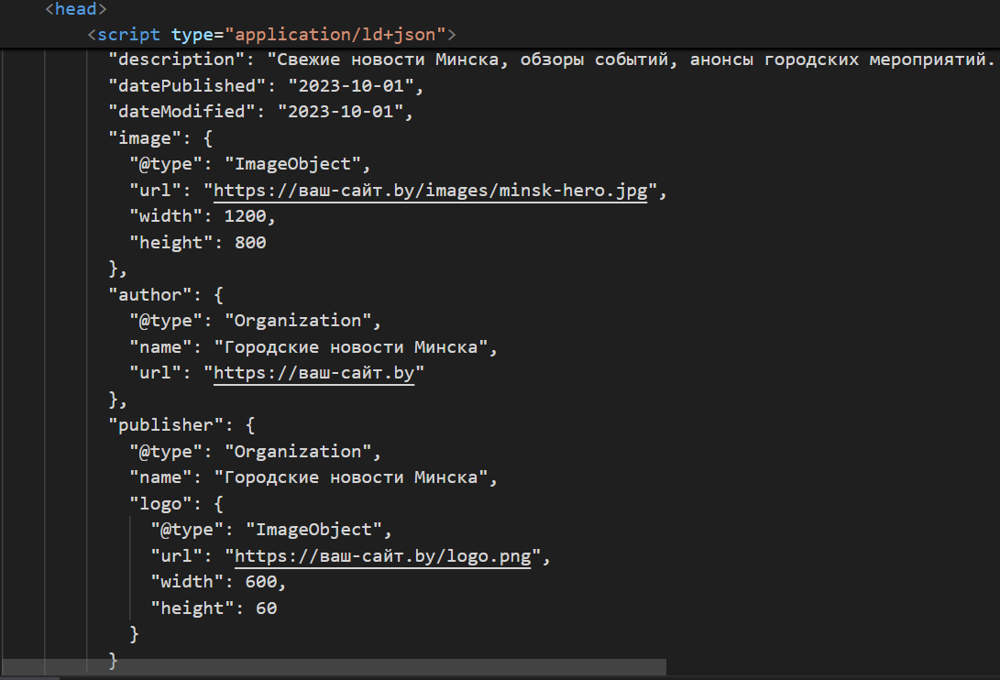 <head>
<script type="application/ld+json">
"description": "Свежие новости Минска, обзоры событий, анонсы городских мероприятий.
"datePublished": "2023-10-01",
"dateModified": "2023-10-01",
"image": {
"@type": "ImageObject",
"url": "https://ваш-сайт.by/images/minsk-hero.jpg",
"width": 1200,
"height": 800
},
"author": {
"@type": "Organization",
"name": "Городские новости Минска",
"url": "https://ваш-сайт.by"
},
"publisher": {
"@type": "Organization",
"name": "Городские новости Минска",
"logo": {
"@type": "ImageObject",
"url": "https://ваш-сайт.by/logo.png",
"width": 600,
"height": 60
}
}